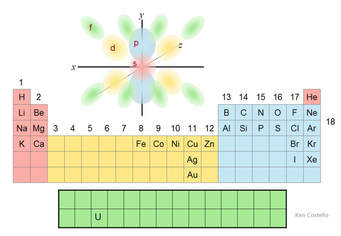 y
f
d
p
z
s
x
1
H
He
2
13 14 15 16 17
18
Li Be
B C N O F Ne
Na Mg
3 4 5 6 7 8 9 10 11 12
Al Si P S Cl Ar
K Ca
Fe Co Ni Cu Zn
Br Kr
Ag
I Xe
Au
U
Ken Costello